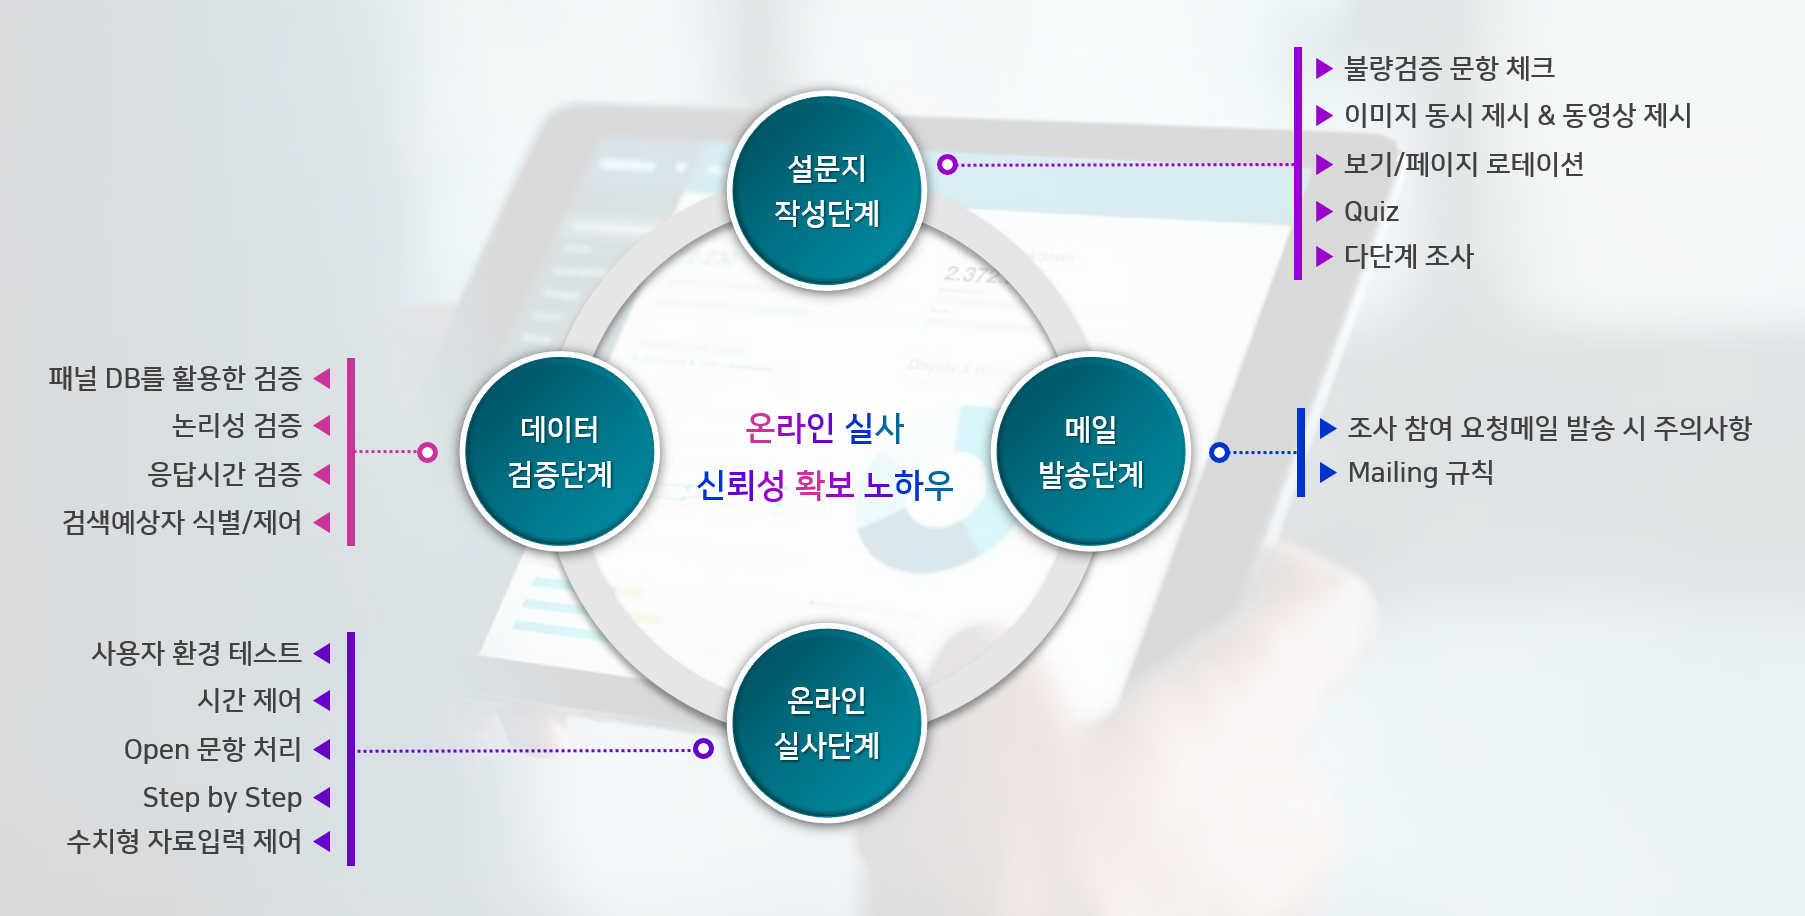 설문지
작성단계
불량검증 문항 체크
이미지 동시 제시 & 동영상 제시
보기/페이지 로테이션
Quiz
다단계 조사
패널 DB를 활용한 검증
논리성 검증
응답시간 검증
검색예상자 식별/제어
데이터
검증단계
온라인 실사
신뢰성 확보 노하우
메일
발송단계
조사 참여 요청메일 발송 시 주의사항
Mailing 규칙
사용자 환경 테스트
시간 제어
Open 문항 처리
Step by Step
수치형 자료입력 제어
온라인
실사단계